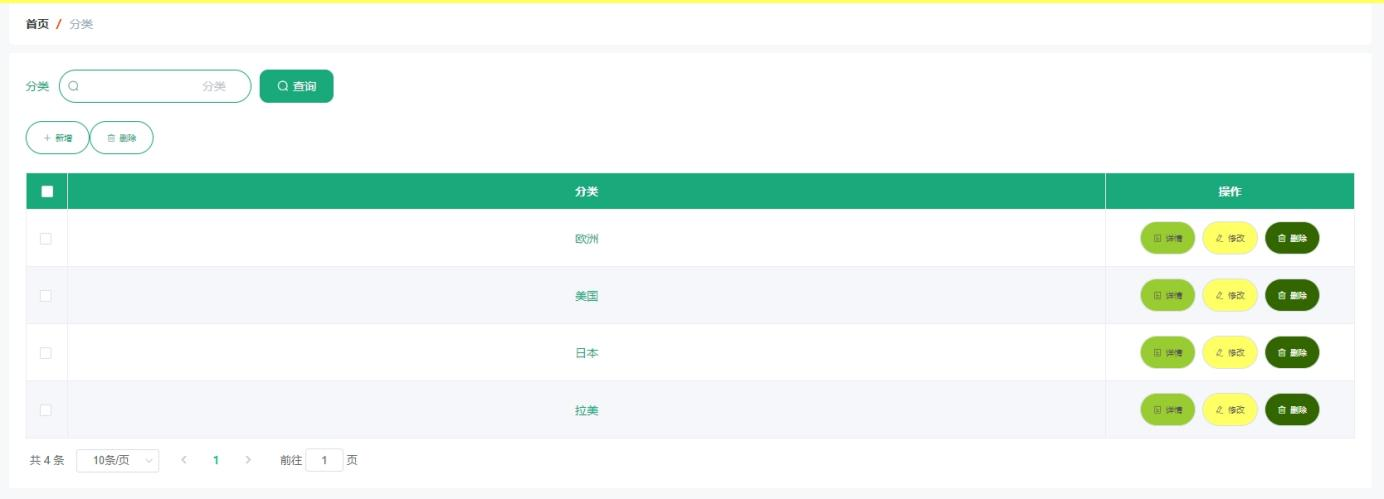 首页 / 分类
分类 分类 查询
+ 新增 删除
分类 操作
欧洲 详情 修改 删除
美国 详情 修改 删除
日本 详情 修改 删除
拉美 详情 修改 删除
共 4 条 10条/页 < 1 > 前往 1 页